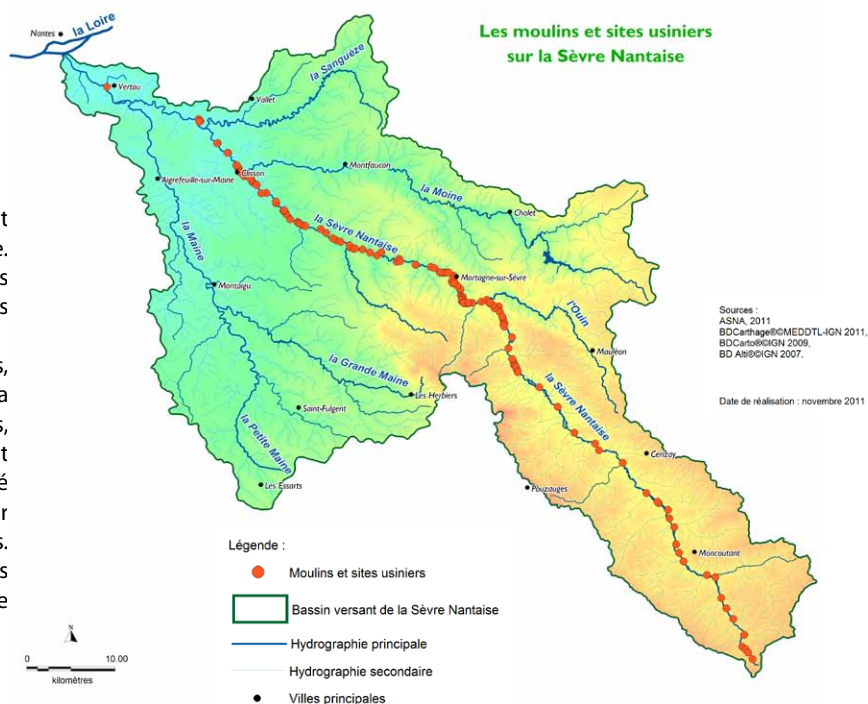 Les moulins et sites usiniers
sur la Sèvre Nantaise
Nantes
la Loire
Vertou
la Sanguèze
Vallet
Clisson
Aigrefeuille-sur-Maine
Montfaucon
la Moine
Cholet
la Maine
la Sèvre Nantaise
Mortagne-sur-Sèvre
Montaigu
l'Ouin
Mauléon
la Grande Maine
Les Herbiers
Saint-Fulgent
la Petite Maine
Les Essarts
la Sèvre Nantaise
Cerizay
Pouzauges
Moncoutant
Sources :
ASNA, 2011
BDCarthage®©MEDDTL-IGN 2011,
BDCarto®©IGN 2009,
BD Alti®©IGN 2007.
Date de réalisation : novembre 2011
t
e.
s
s
s,
a
s,
t
é
r
s.
s
e
Légende :
Moulins et sites usiniers
Bassin versant de la Sèvre Nantaise
Hydrographie principale
Hydrographie secondaire
Villes principales
N
0 10.00
kilomètres